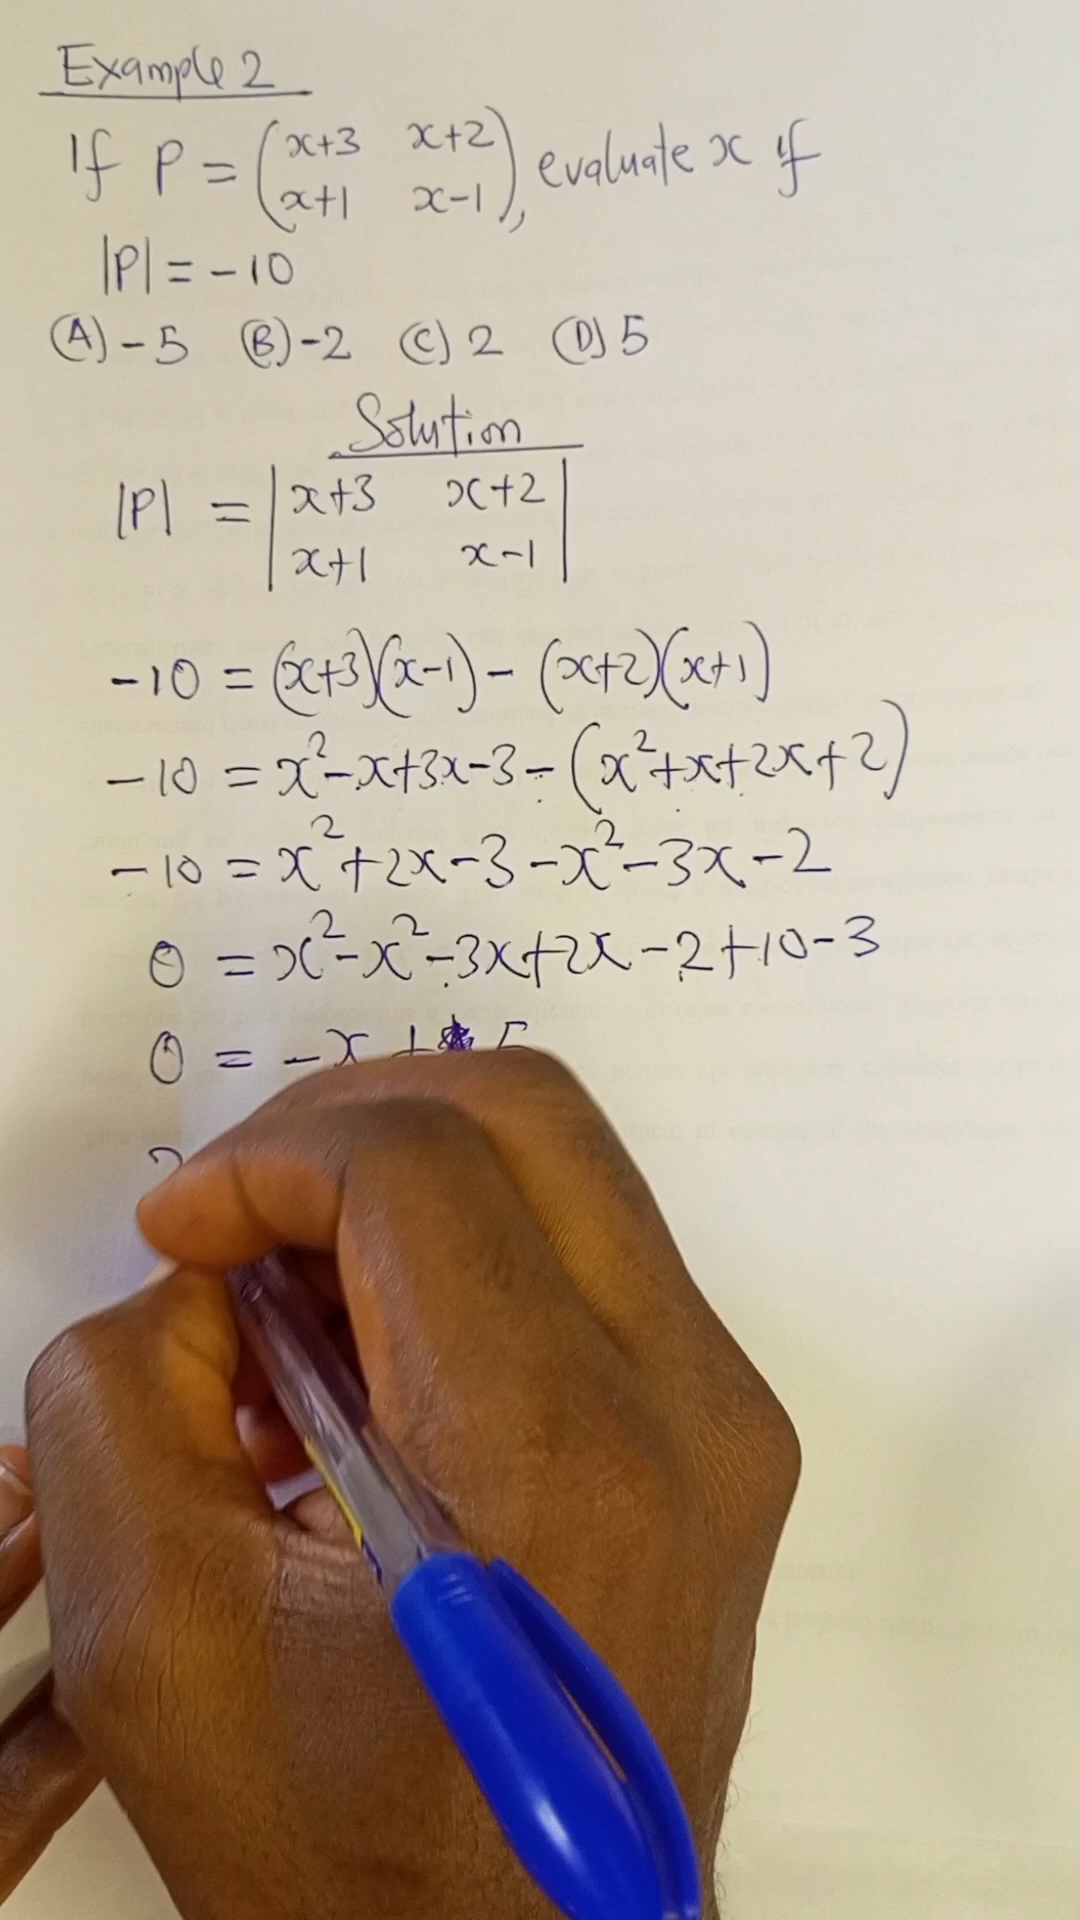 Example 2
If P = (x+3 x+2
x+1 x-1), evaluate x if
|P| = -10
(A) -5 (B) -2 (C) 2 (D) 5
Solution
|P| = |x+3 x+2
x+1 x-1|
-10 = (x+3)(x-1) - (x+2)(x+1)
-10 = x²-x+3x-3-(x²+x+2x+2)
-10 = x²+2x-3-x²-3x-2
0 = x²-x²-3x+2x-2+10-3
0 = -x + 5